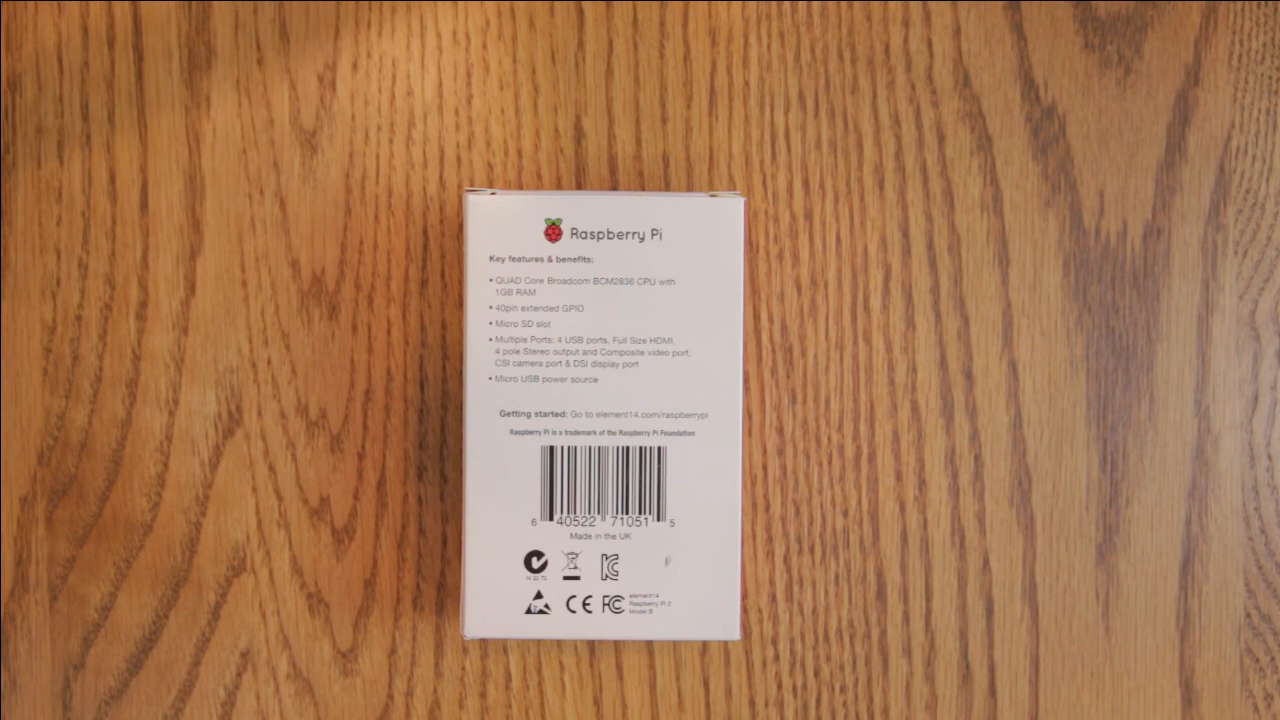 Raspberry Pi
Key features & benefits:
• QUAD Core Broadcom BCM2836 CPU with
1GB RAM
• 40pin extended GPIO
• Micro SD slot
• Multiple Ports: 4 USB ports, Full Size HDMI,
4 pole Stereo output and Composite video port,
CSI camera port & DSI display port
• Micro USB power source
Getting started: Go to element14.com/raspberrypi
Raspberry Pi is a trademark of the Raspberry Pi Foundation
6 40522 71051 5
Made in the UK
CE FC
element14
Raspberry Pi 2
Model B